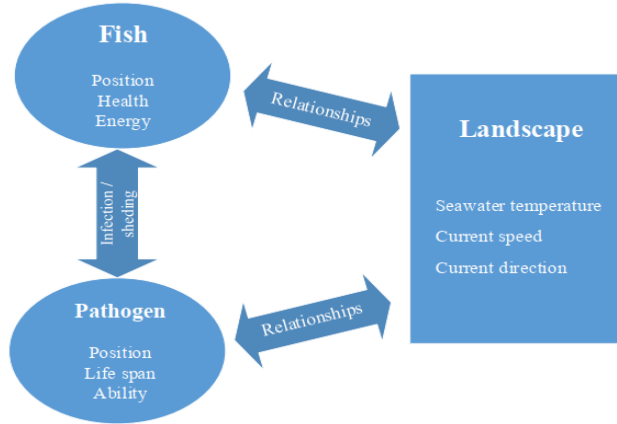 Fish
Position
Health
Energy
Relationships
Landscape
Seawater temperature
Current speed
Current direction
Infection /
sheding
Pathogen
Position
Life span
Ability
Relationships